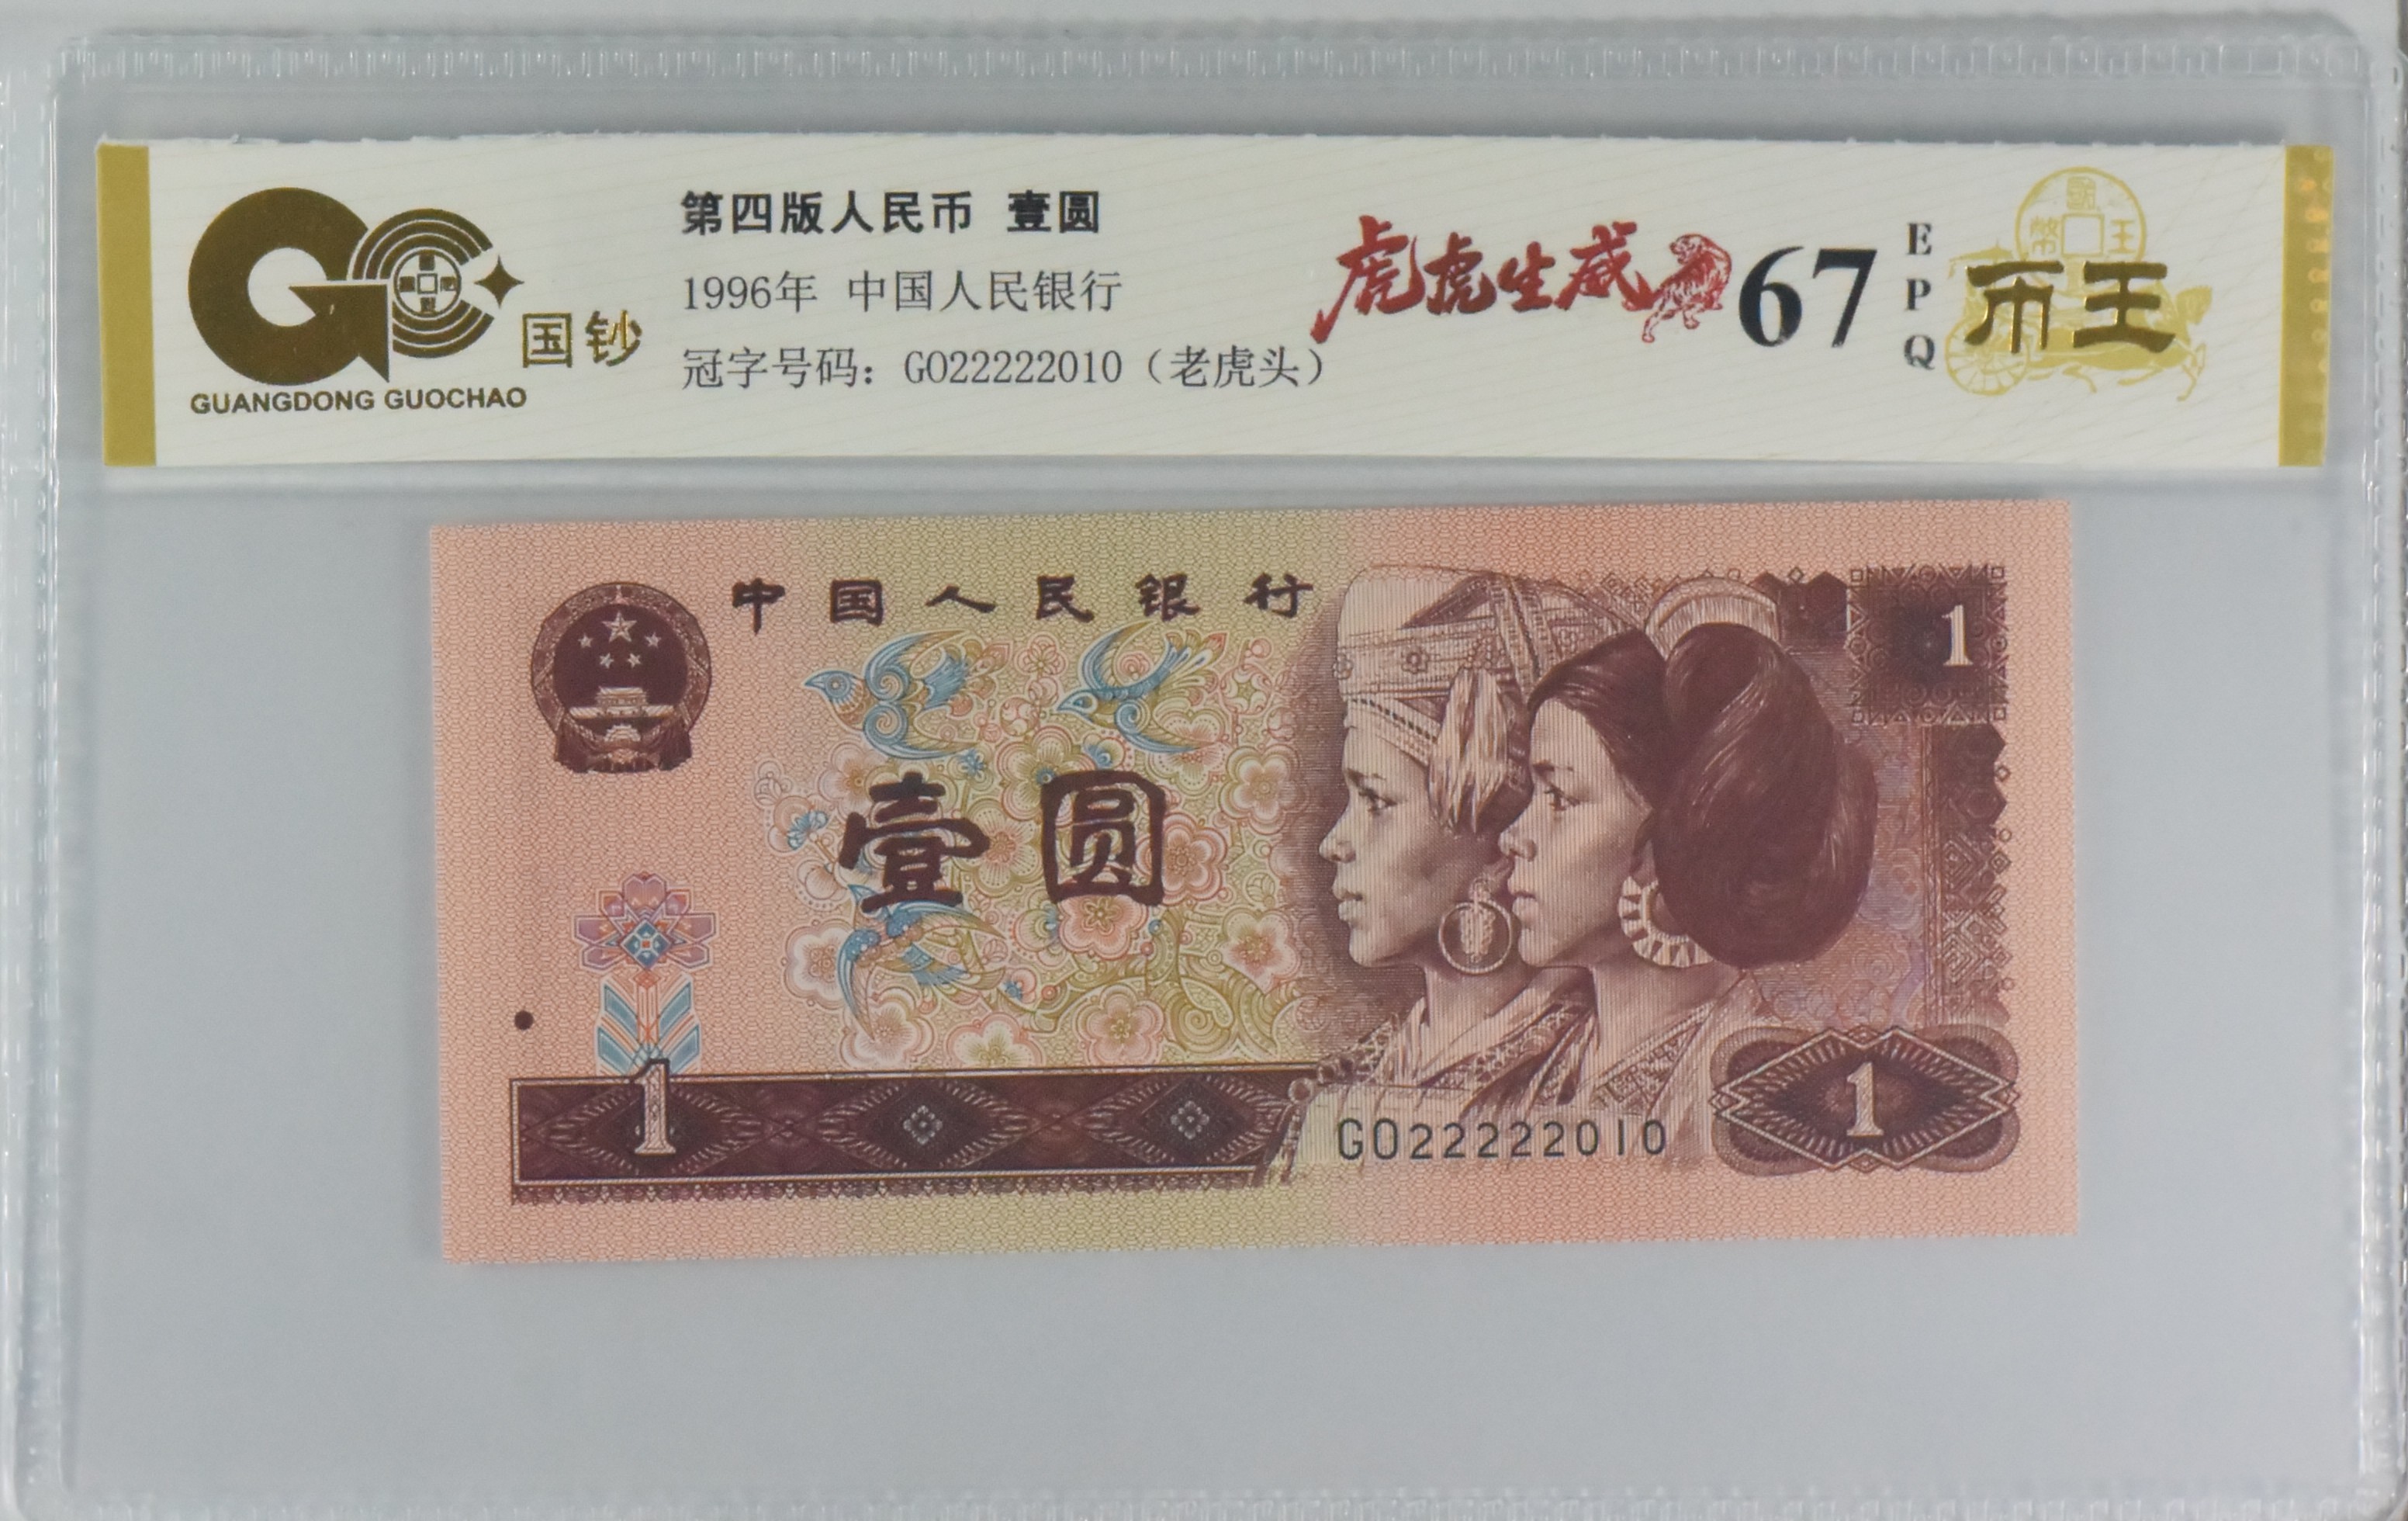 第四版人民币 壹圆
1996年 中国人民银行
冠字号码：GO22222010（老虎头）
国钞
GUANGDONG GUOCHAO
虎虎生威
67
EPQ
币王
中国人民银行
1
壹圆
1
GO22222010
1